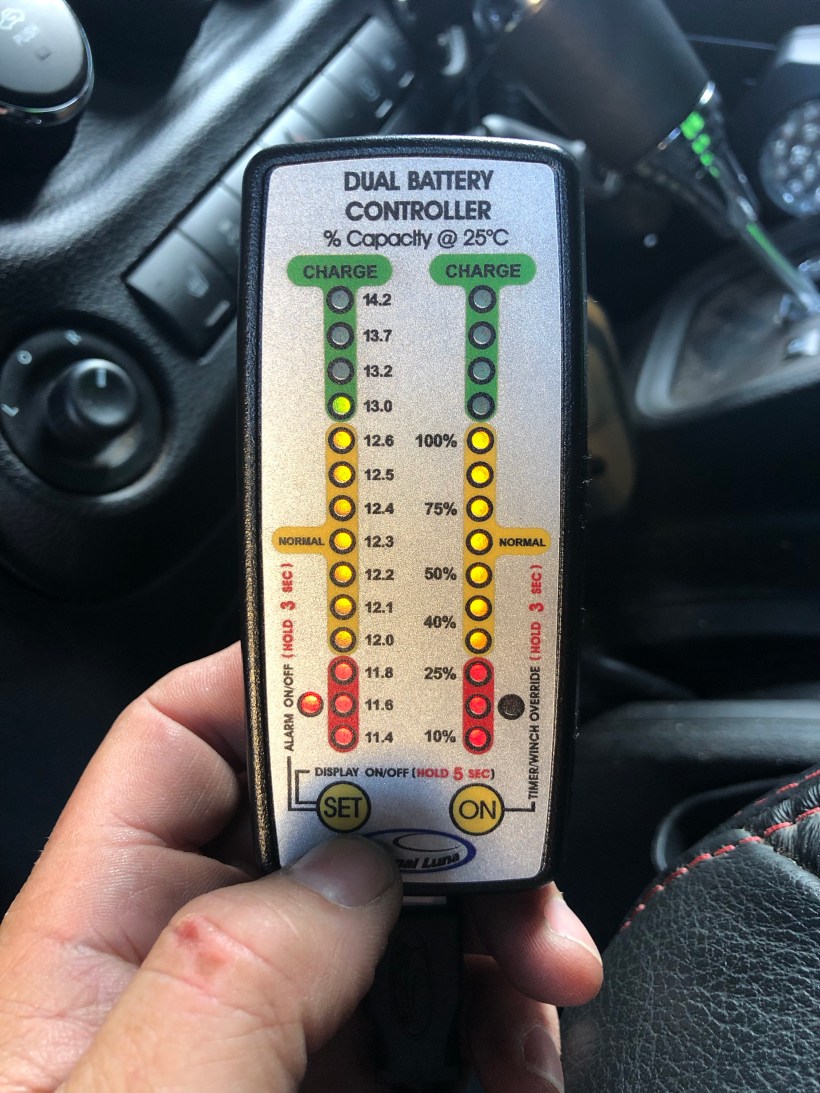 DUAL BATTERY
CONTROLLER
% Capacity @ 25°C
CHARGE CHARGE
14.2
13.7
13.2
13.0
12.6 100%
12.5
12.4 75%
NORMAL 12.3 NORMAL
12.2 50%
12.1
40%
12.0
11.8 25%
11.6
11.4 10%
ALARM ON/OFF (HOLD 3 SEC)
TIMER/WINCH OVERRIDE (HOLD 3 SEC)
DISPLAY ON/OFF (HOLD 5 SEC)
SET ON
Luna